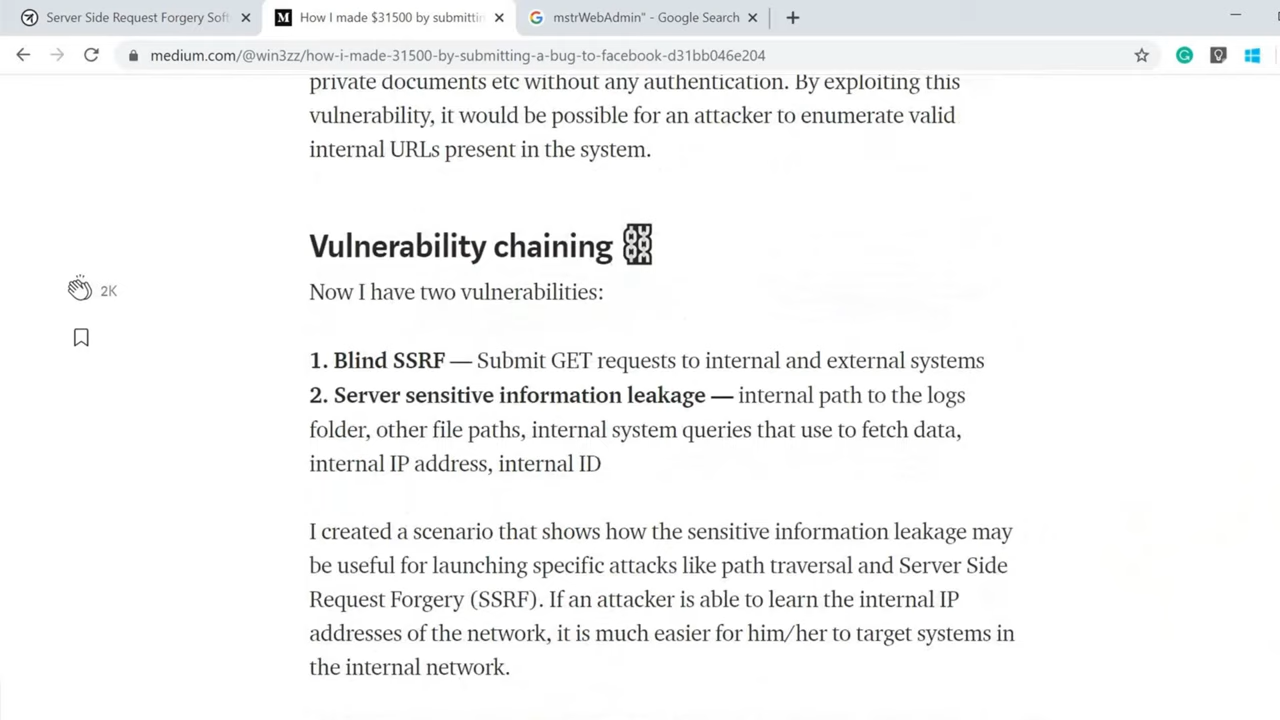 Server Side Request Forgery Soft
How I made $31500 by submittin
mstrWebAdmin" - Google Search
medium.com/@win3zz/how-i-made-31500-by-submitting-a-bug-to-facebook-d31bb046e204
private documents etc without any authentication. By exploiting this
vulnerability, it would be possible for an attacker to enumerate valid
internal URLs present in the system.
Vulnerability chaining
Now I have two vulnerabilities:
2K
1. Blind SSRF — Submit GET requests to internal and external systems
2. Server sensitive information leakage — internal path to the logs
folder, other file paths, internal system queries that use to fetch data,
internal IP address, internal ID
I created a scenario that shows how the sensitive information leakage may
be useful for launching specific attacks like path traversal and Server Side
Request Forgery (SSRF). If an attacker is able to learn the internal IP
addresses of the network, it is much easier for him/her to target systems in
the internal network.